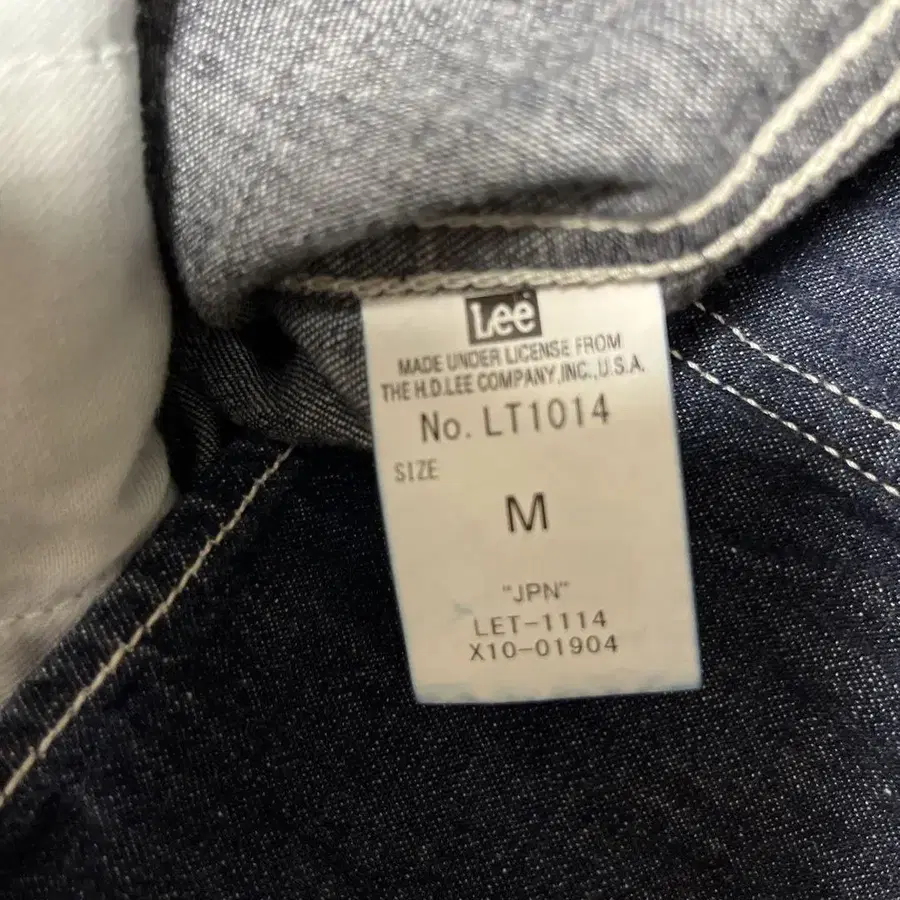 Lee
MADE UNDER LICENSE FROM
THE H.D.LEE COMPANY,INC.,U.S.A.
No. LT1014
SIZE
M
"JPN"
LET-1114
X10-01904